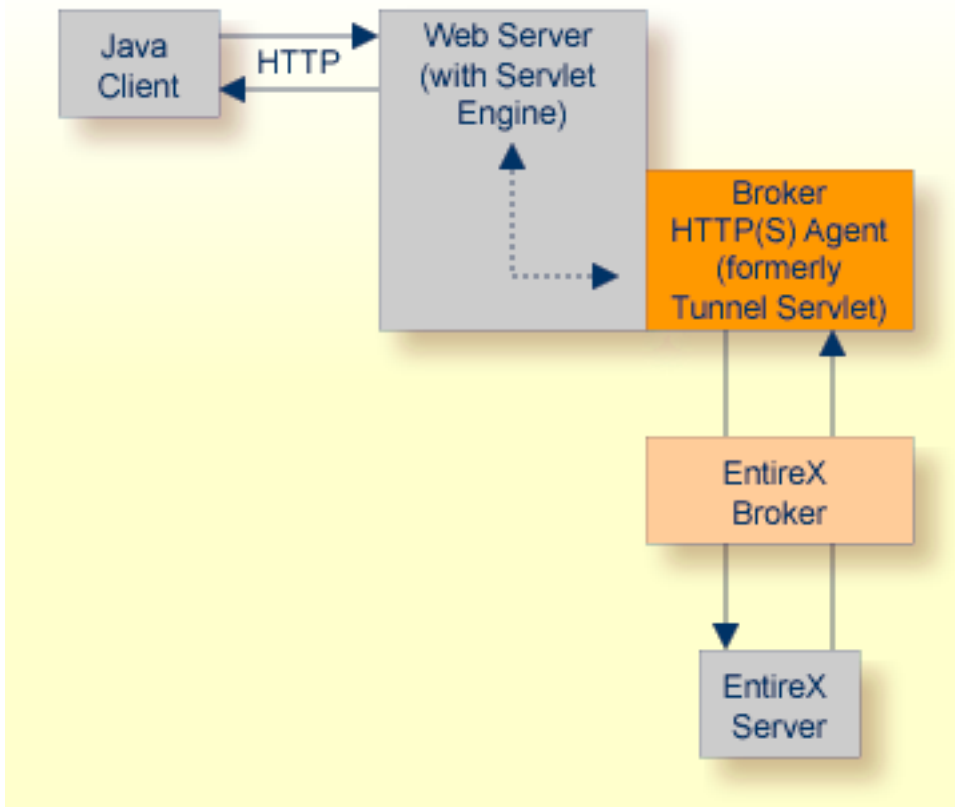 Java
Client
HTTP
Web Server
(with Servlet
Engine)
Broker
HTTP(S) Agent
(formerly
Tunnel Servlet)
EntireX
Broker
EntireX
Server